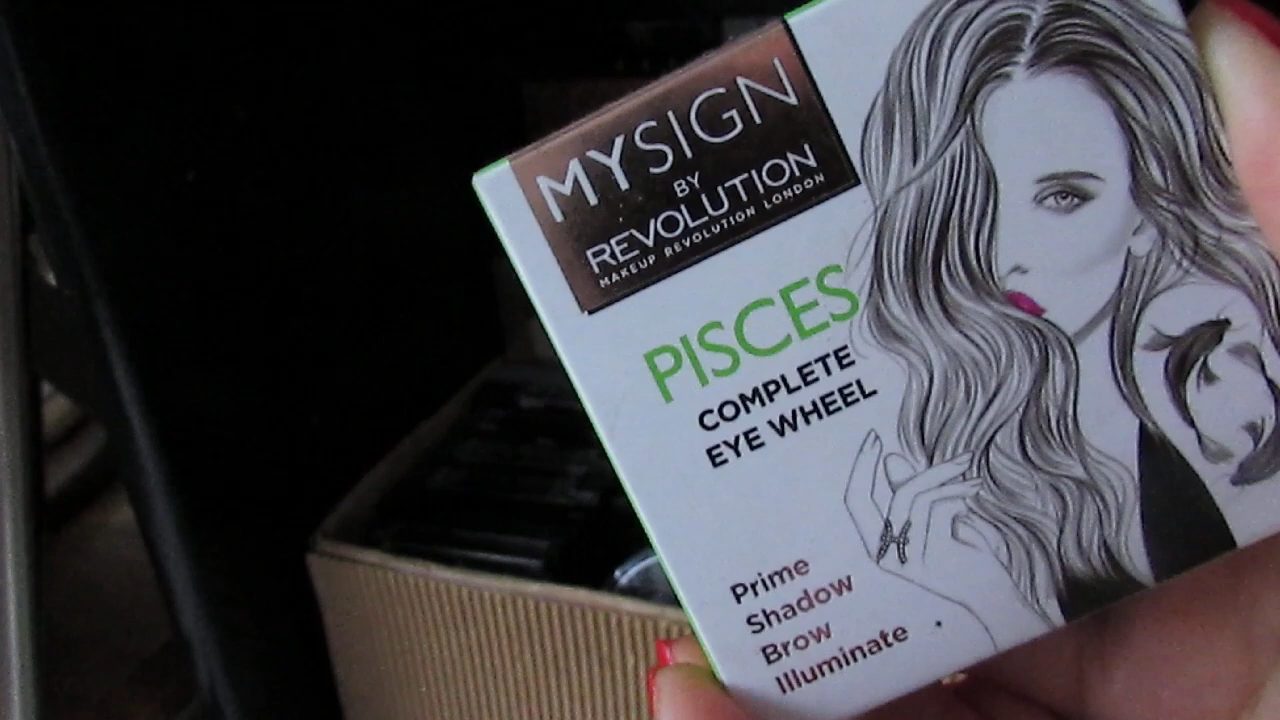 MYSIGN
BY
REVOLUTION
MAKEUP REVOLUTION LONDON
PISCES
COMPLETE
EYE WHEEL
Prime
Shadow
Brow
Illuminate